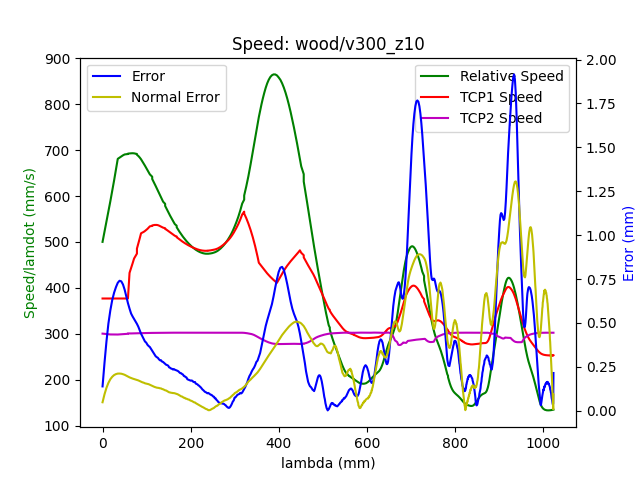 Speed: wood/v300_z10
Error
Normal Error
Relative Speed
TCP1 Speed
TCP2 Speed
Speed/lamdot (mm/s)
900
800
700
600
500
400
300
200
100
2.00
1.75
1.50
1.25
1.00
0.75
0.50
0.25
0.00
Error (mm)
0 200 400 600 800 1000
lambda (mm)